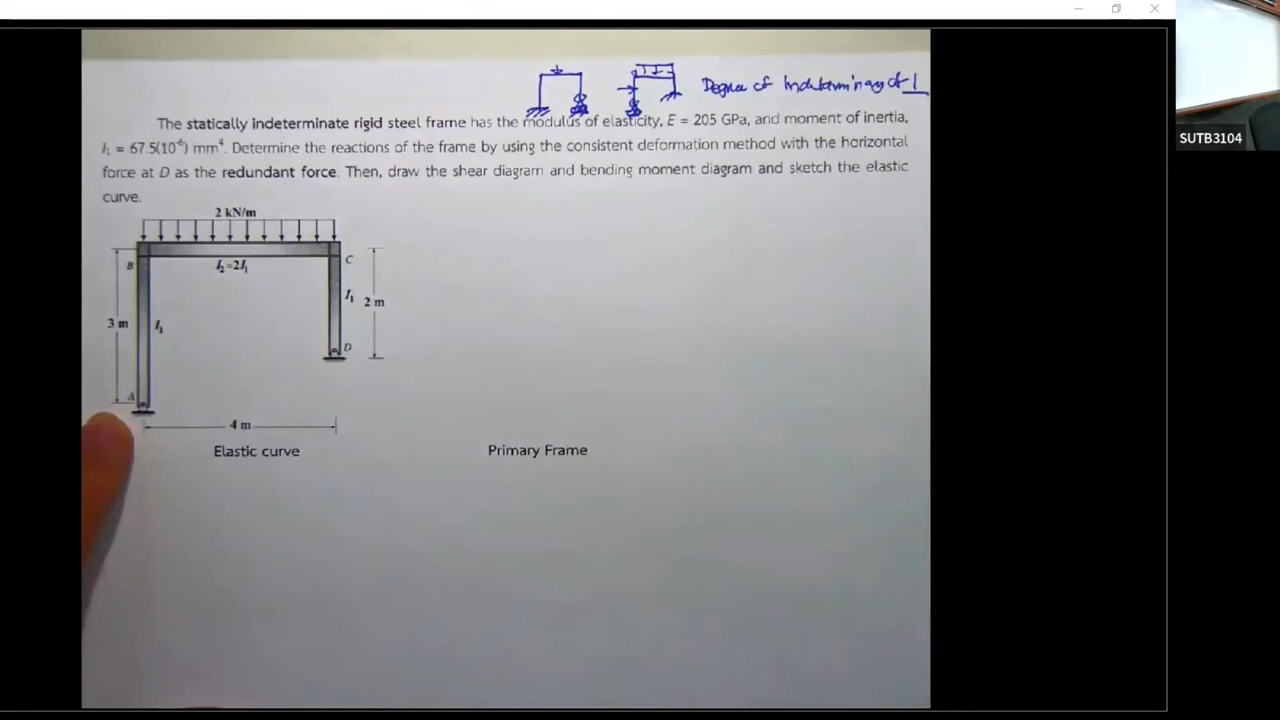 Degree of Indeterminacy of 1
The statically indeterminate rigid steel frame has the modulus of elasticity, E = 205 GPa, and moment of inertia,
I₁ = 67.5(10⁻⁶) mm⁴. Determine the reactions of the frame by using the consistent deformation method with the horizontal
force at D as the redundant force. Then, draw the shear diagram and bending moment diagram and sketch the elastic
curve.
2 kN/m
B
I₂=2I₁
C
I₁
2 m
3 m
I₁
D
A
4 m
Elastic curve
Primary Frame
SUTB3104